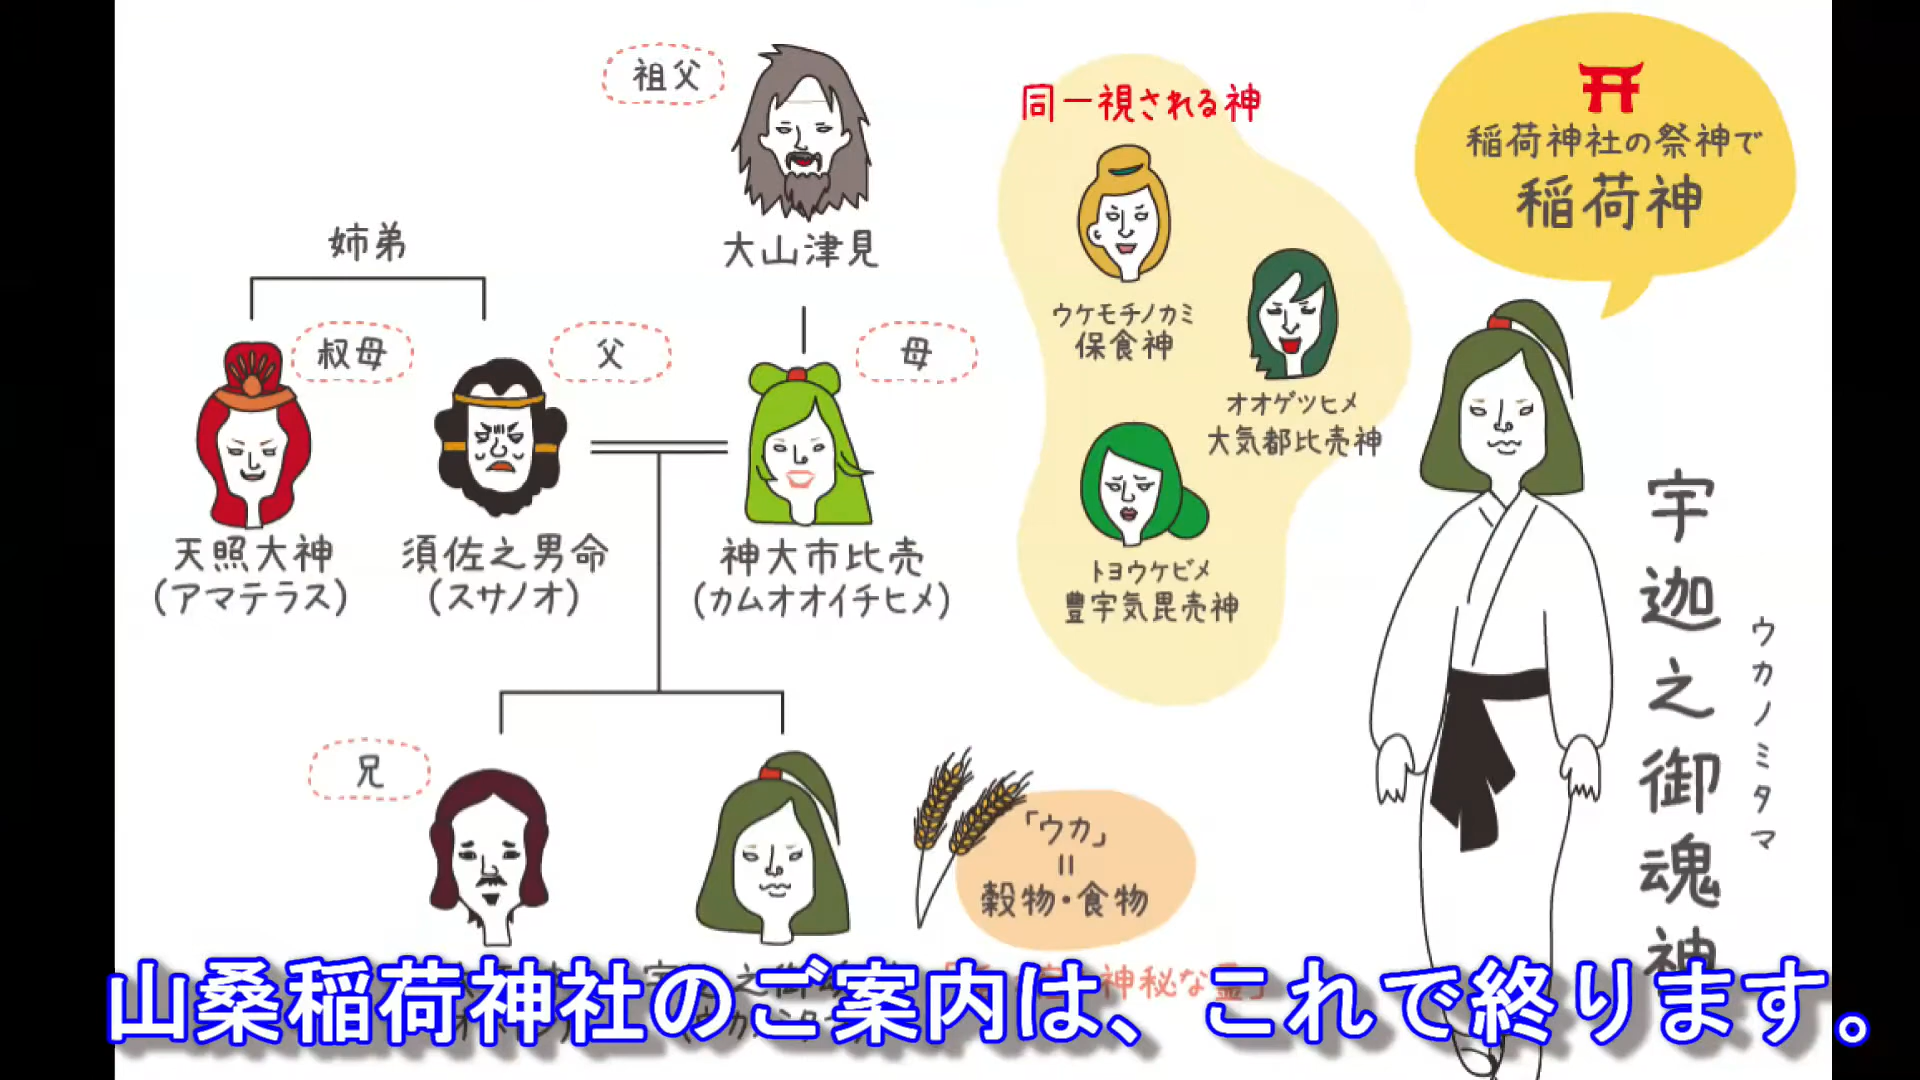 祖父
大山津見
姉弟
叔母
父
母
天照大神
(アマテラス)
須佐之男命
(スサノオ)
神大市比売
(カムオオイチヒメ)
兄
同一視される神
ウケモチノカミ
保食神
オオゲツヒメ
大気都比売神
トヨウケビメ
豊宇気毘売神
稲荷神社の祭神で
稲荷神
宇迦之御魂神
ウカノミタマ
「ウカ」
=
穀物・食物
神秘な霊」
山桑稲荷神社のご案内は、これで終ります。